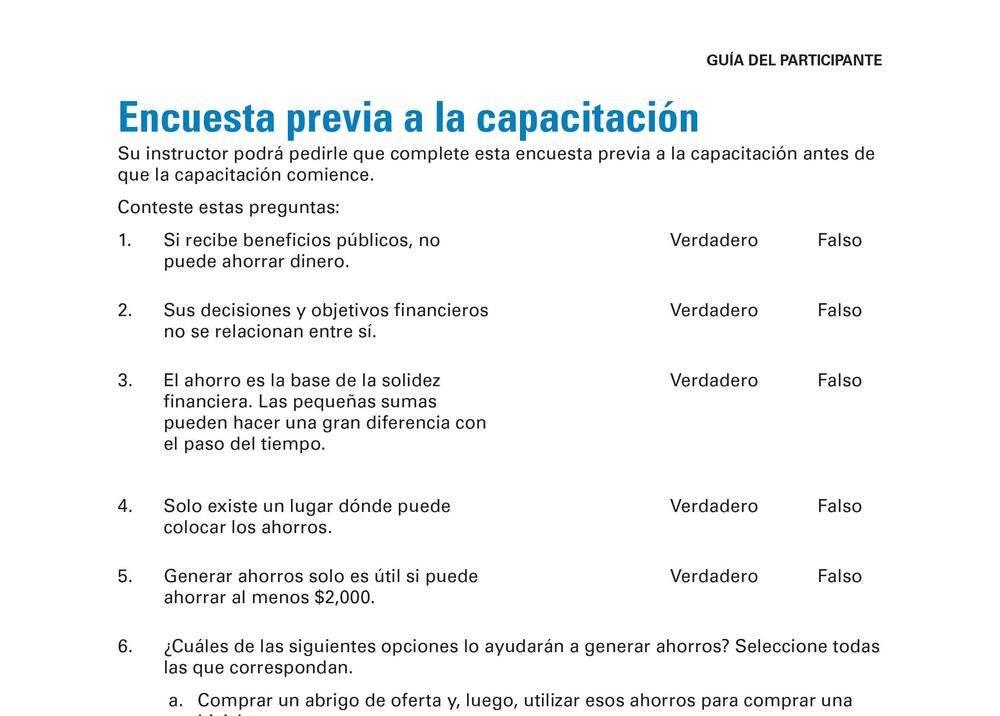 GUÍA DEL PARTICIPANTE
Encuesta previa a la capacitación
Su instructor podrá pedirle que complete esta encuesta previa a la capacitación antes de
que la capacitación comience.
Conteste estas preguntas:
1. Si recibe beneficios públicos, no Verdadero Falso
puede ahorrar dinero.
2. Sus decisiones y objetivos financieros Verdadero Falso
no se relacionan entre sí.
3. El ahorro es la base de la solidez Verdadero Falso
financiera. Las pequeñas sumas
pueden hacer una gran diferencia con
el paso del tiempo.
4. Solo existe un lugar dónde puede Verdadero Falso
colocar los ahorros.
5. Generar ahorros solo es útil si puede Verdadero Falso
ahorrar al menos $2,000.
6. ¿Cuáles de las siguientes opciones lo ayudarán a generar ahorros? Seleccione todas
las que correspondan.
a. Comprar un abrigo de oferta y, luego, utilizar esos ahorros para comprar una